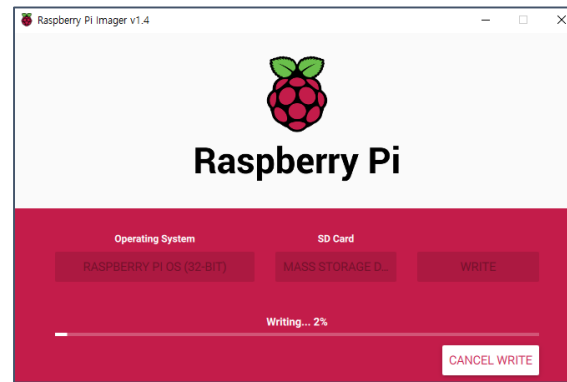 Raspberry Pi Imager v1.4
Raspberry Pi
Operating System
SD Card
RASPBERRY PI OS (32-BIT)
MASS STORAGE D...
WRITE
Writing... 2%
CANCEL WRITE